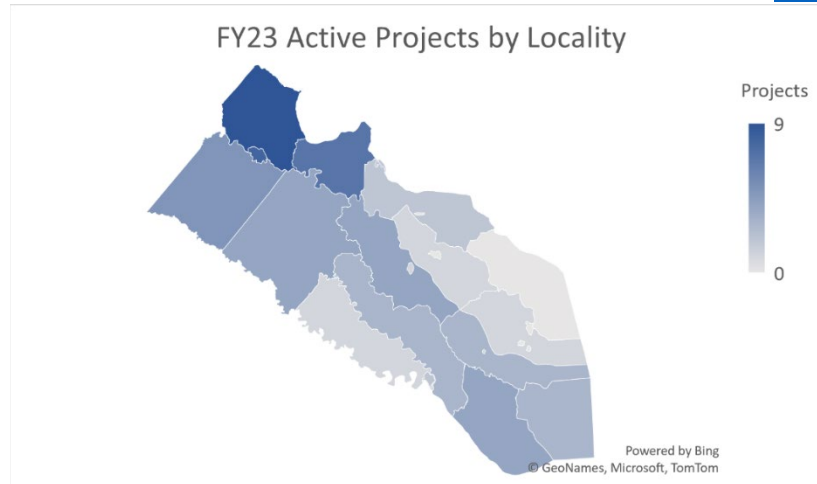 FY23 Active Projects by Locality
Projects
9
0
Powered by Bing
© GeoNames, Microsoft, TomTom